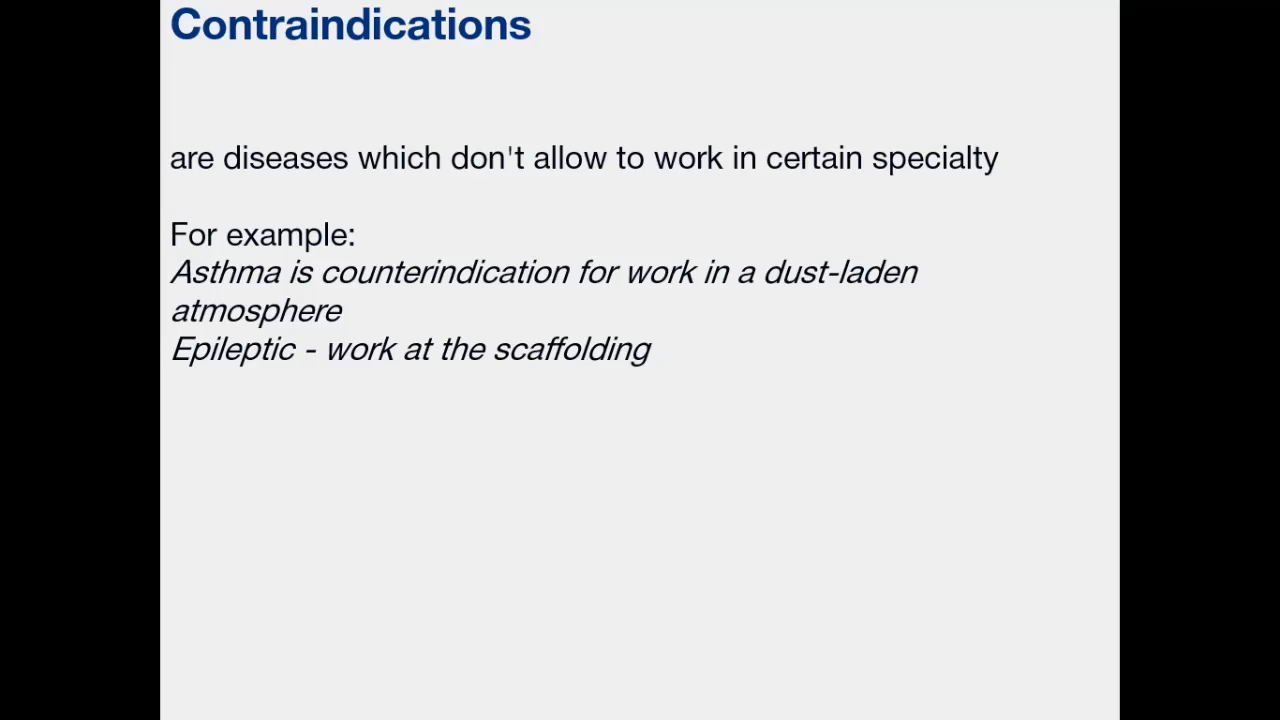 Contraindications
are diseases which don't allow to work in certain specialty
For example:
Asthma is counterindication for work in a dust-laden
atmosphere
Epileptic - work at the scaffolding